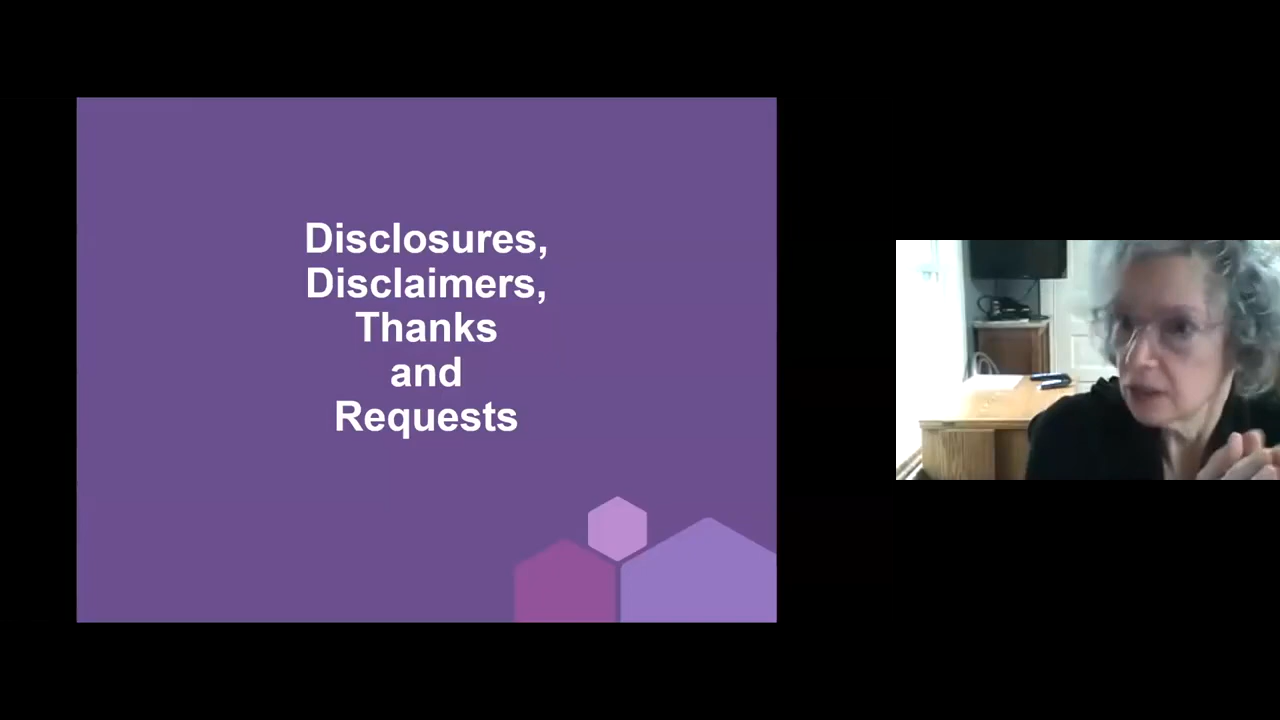 Disclosures,
Disclaimers,
Thanks
and
Requests